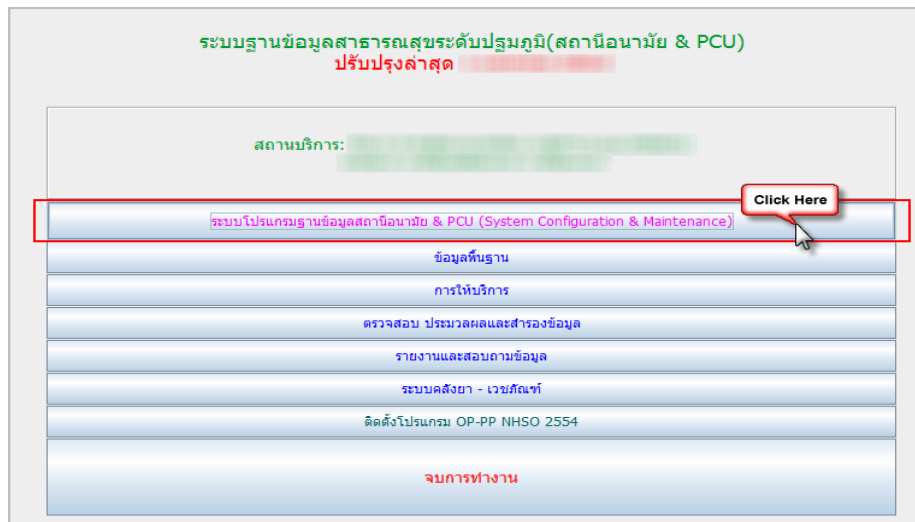 ระบบฐานข้อมูลสาธารณสุขระดับปฐมภูมิ(สถานีอนามัย & PCU)
ปรับปรุงล่าสุด
สถานบริการ:
Click Here
ระบบโปรแกรมฐานข้อมูลสถานีอนามัย & PCU (System Configuration & Maintenance)
ข้อมูลพื้นฐาน
การให้บริการ
ตรวจสอบ ประมวลผลและสำรองข้อมูล
รายงานและสอบถามข้อมูล
ระบบคลังยา - เวชภัณฑ์
ติดตั้งโปรแกรม OP-PP NHSO 2554
จบการทำงาน